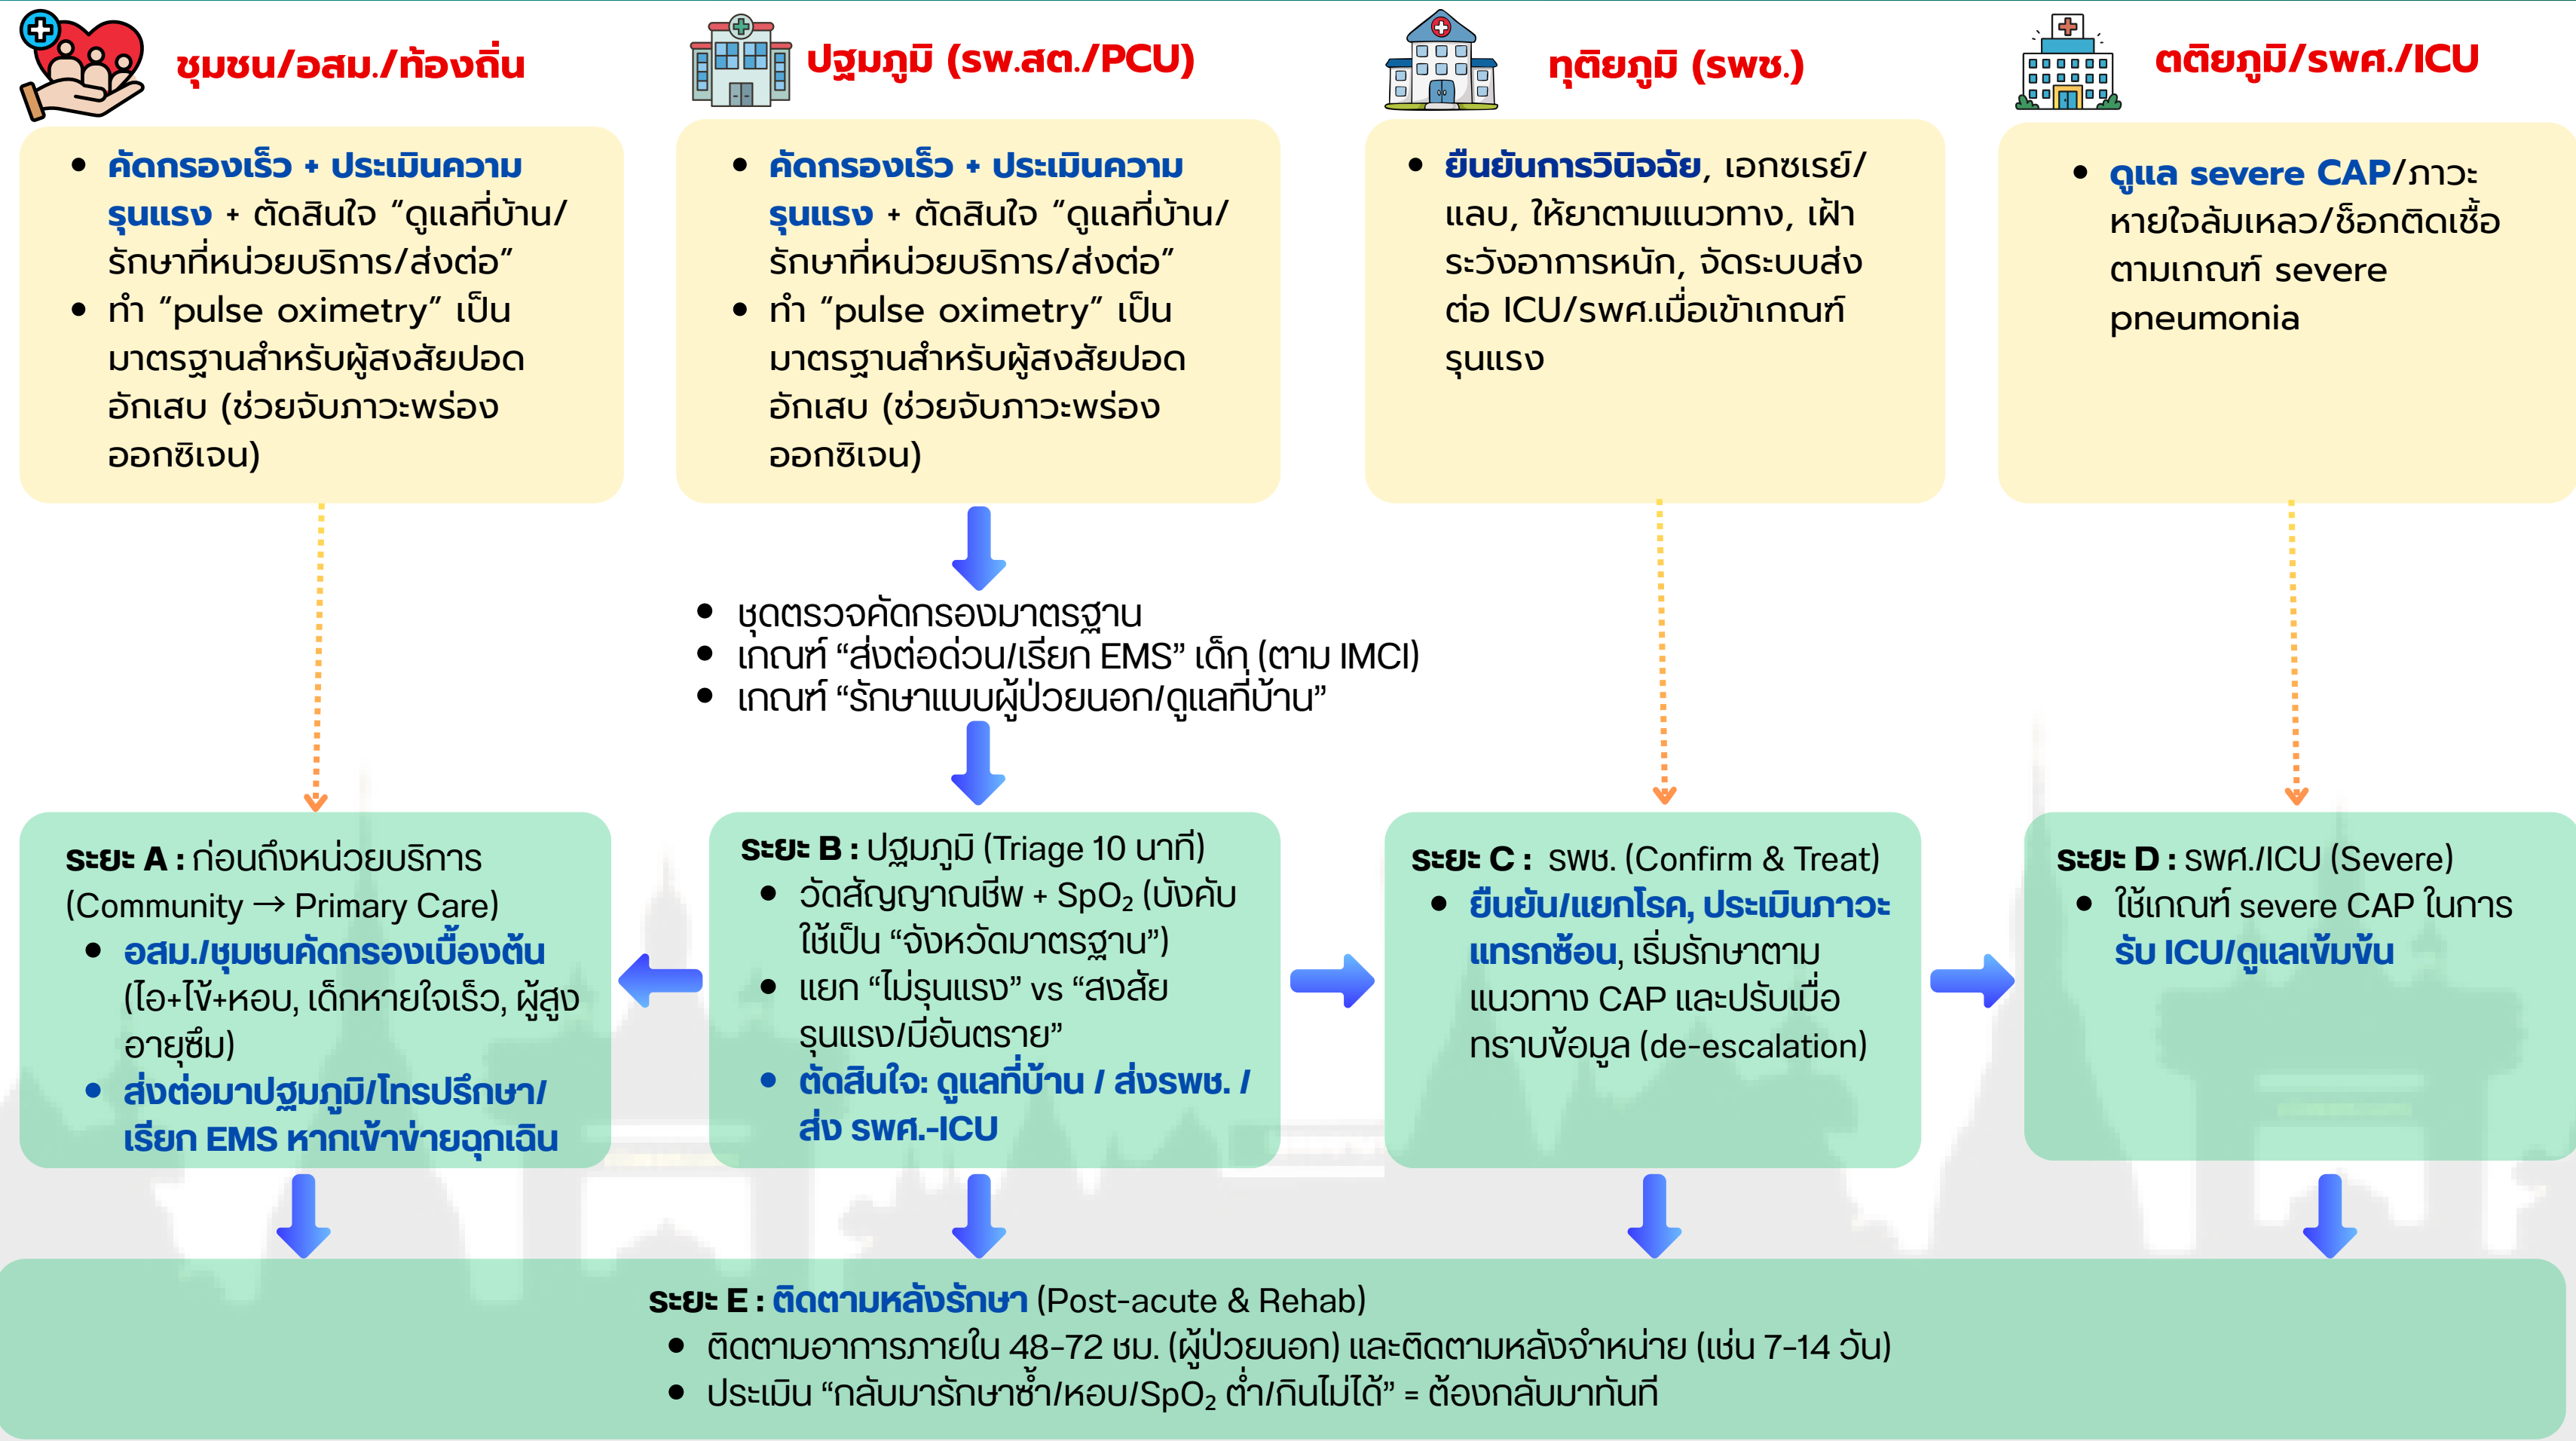 ชุมชน/อสม./ท้องถิ่น
ปฐมภูมิ (รพ.สต./PCU)
ทุติยภูมิ (รพช.)
ตติยภูมิ/รพศ./ICU
• คัดกรองเร็ว + ประเมินความ
รุนแรง + ตัดสินใจ “ดูแลที่บ้าน/
รักษาที่หน่วยบริการ/ส่งต่อ”
• ทำ “pulse oximetry” เป็น
มาตรฐานสำหรับผู้สงสัยปอด
อักเสบ (ช่วยจับภาวะพร่อง
ออกซิเจน)
• คัดกรองเร็ว + ประเมินความ
รุนแรง + ตัดสินใจ “ดูแลที่บ้าน/
รักษาที่หน่วยบริการ/ส่งต่อ”
• ทำ “pulse oximetry” เป็น
มาตรฐานสำหรับผู้สงสัยปอด
อักเสบ (ช่วยจับภาวะพร่อง
ออกซิเจน)
• ยืนยันการวินิจฉัย, เอกซเรย์/
แลบ, ให้ยาตามแนวทาง, เฝ้า
ระวังอาการหนัก, จัดระบบส่ง
ต่อ ICU/รพศ.เมื่อเข้าเกณฑ์
รุนแรง
• ดูแล severe CAP/ภาวะ
หายใจล้มเหลว/ช็อกติดเชื้อ
ตามเกณฑ์ severe
pneumonia
• ชุดตรวจคัดกรองมาตรฐาน
• เกณฑ์ “ส่งต่อด่วน/เรียก EMS” เด็ก (ตาม IMCI)
• เกณฑ์ “รักษาแบบผู้ป่วยนอก/ดูแลที่บ้าน”
ระยะ A : ก่อนถึงหน่วยบริการ
(Community → Primary Care)
• อสม./ชุมชนคัดกรองเบื้องต้น
(ไอ+ไข้+หอบ, เด็กหายใจเร็ว, ผู้สูง
อายุซึม)
• ส่งต่อมาปฐมภูมิ/โทรปรึกษา/
เรียก EMS หากเข้าข่ายฉุกเฉิน
ระยะ B : ปฐมภูมิ (Triage 10 นาที)
• วัดสัญญาณชีพ + SpO₂ (บังคับ
ใช้เป็น “จังหวัดมาตรฐาน”)
• แยก “ไม่รุนแรง” vs “สงสัย
รุนแรง/มีอันตราย”
• ตัดสินใจ: ดูแลที่บ้าน / ส่งรพช. /
ส่ง รพศ.-ICU
ระยะ C : รพช. (Confirm & Treat)
• ยืนยัน/แยกโรค, ประเมินภาวะ
แทรกซ้อน, เริ่มรักษาตาม
แนวทาง CAP และปรับเมื่อ
ทราบข้อมูล (de-escalation)
ระยะ D : รพศ./ICU (Severe)
• ใช้เกณฑ์ severe CAP ในการ
รับ ICU/ดูแลเข้มข้น
ระยะ E : ติดตามหลังรักษา (Post-acute & Rehab)
• ติดตามอาการภายใน 48-72 ชม. (ผู้ป่วยนอก) และติดตามหลังจำหน่าย (เช่น 7-14 วัน)
• ประเมิน “กลับมารักษาซ้ำ/หอบ/SpO₂ ต่ำ/กินไม่ได้” = ต้องกลับมาทันที